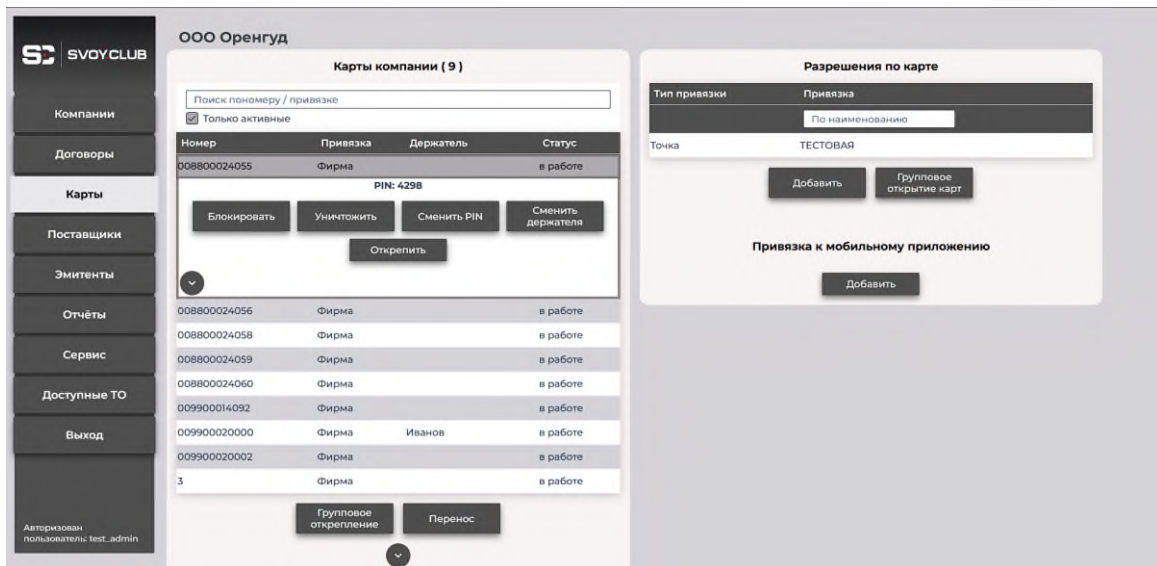 SVOYCLUB
Компании
Договоры
Карты
Поставщики
Эмитенты
Отчёты
Сервис
Доступные ТО
Выход
Авторизован
пользователь: test_admin
ООО Оренгуд
Карты компании ( 9 )
Поиск пономеру / привязке
Только активные
Номер Привязка Держатель Статус
008800024055 Фирма в работе
PIN: 4298
Блокировать Уничтожить Сменить PIN Сменить держателя
Открепить
008800024056 Фирма в работе
008800024058 Фирма в работе
008800024059 Фирма в работе
008800024060 Фирма в работе
009900014092 Фирма в работе
009900020000 Фирма Иванов в работе
009900020002 Фирма в работе
3 Фирма в работе
Групповое открепление Перенос
Разрешения по карте
Тип привязки Привязка
По наименованию
Точка ТЕСТОВАЯ
Добавить Групповое открытие карт
Привязка к мобильному приложению
Добавить